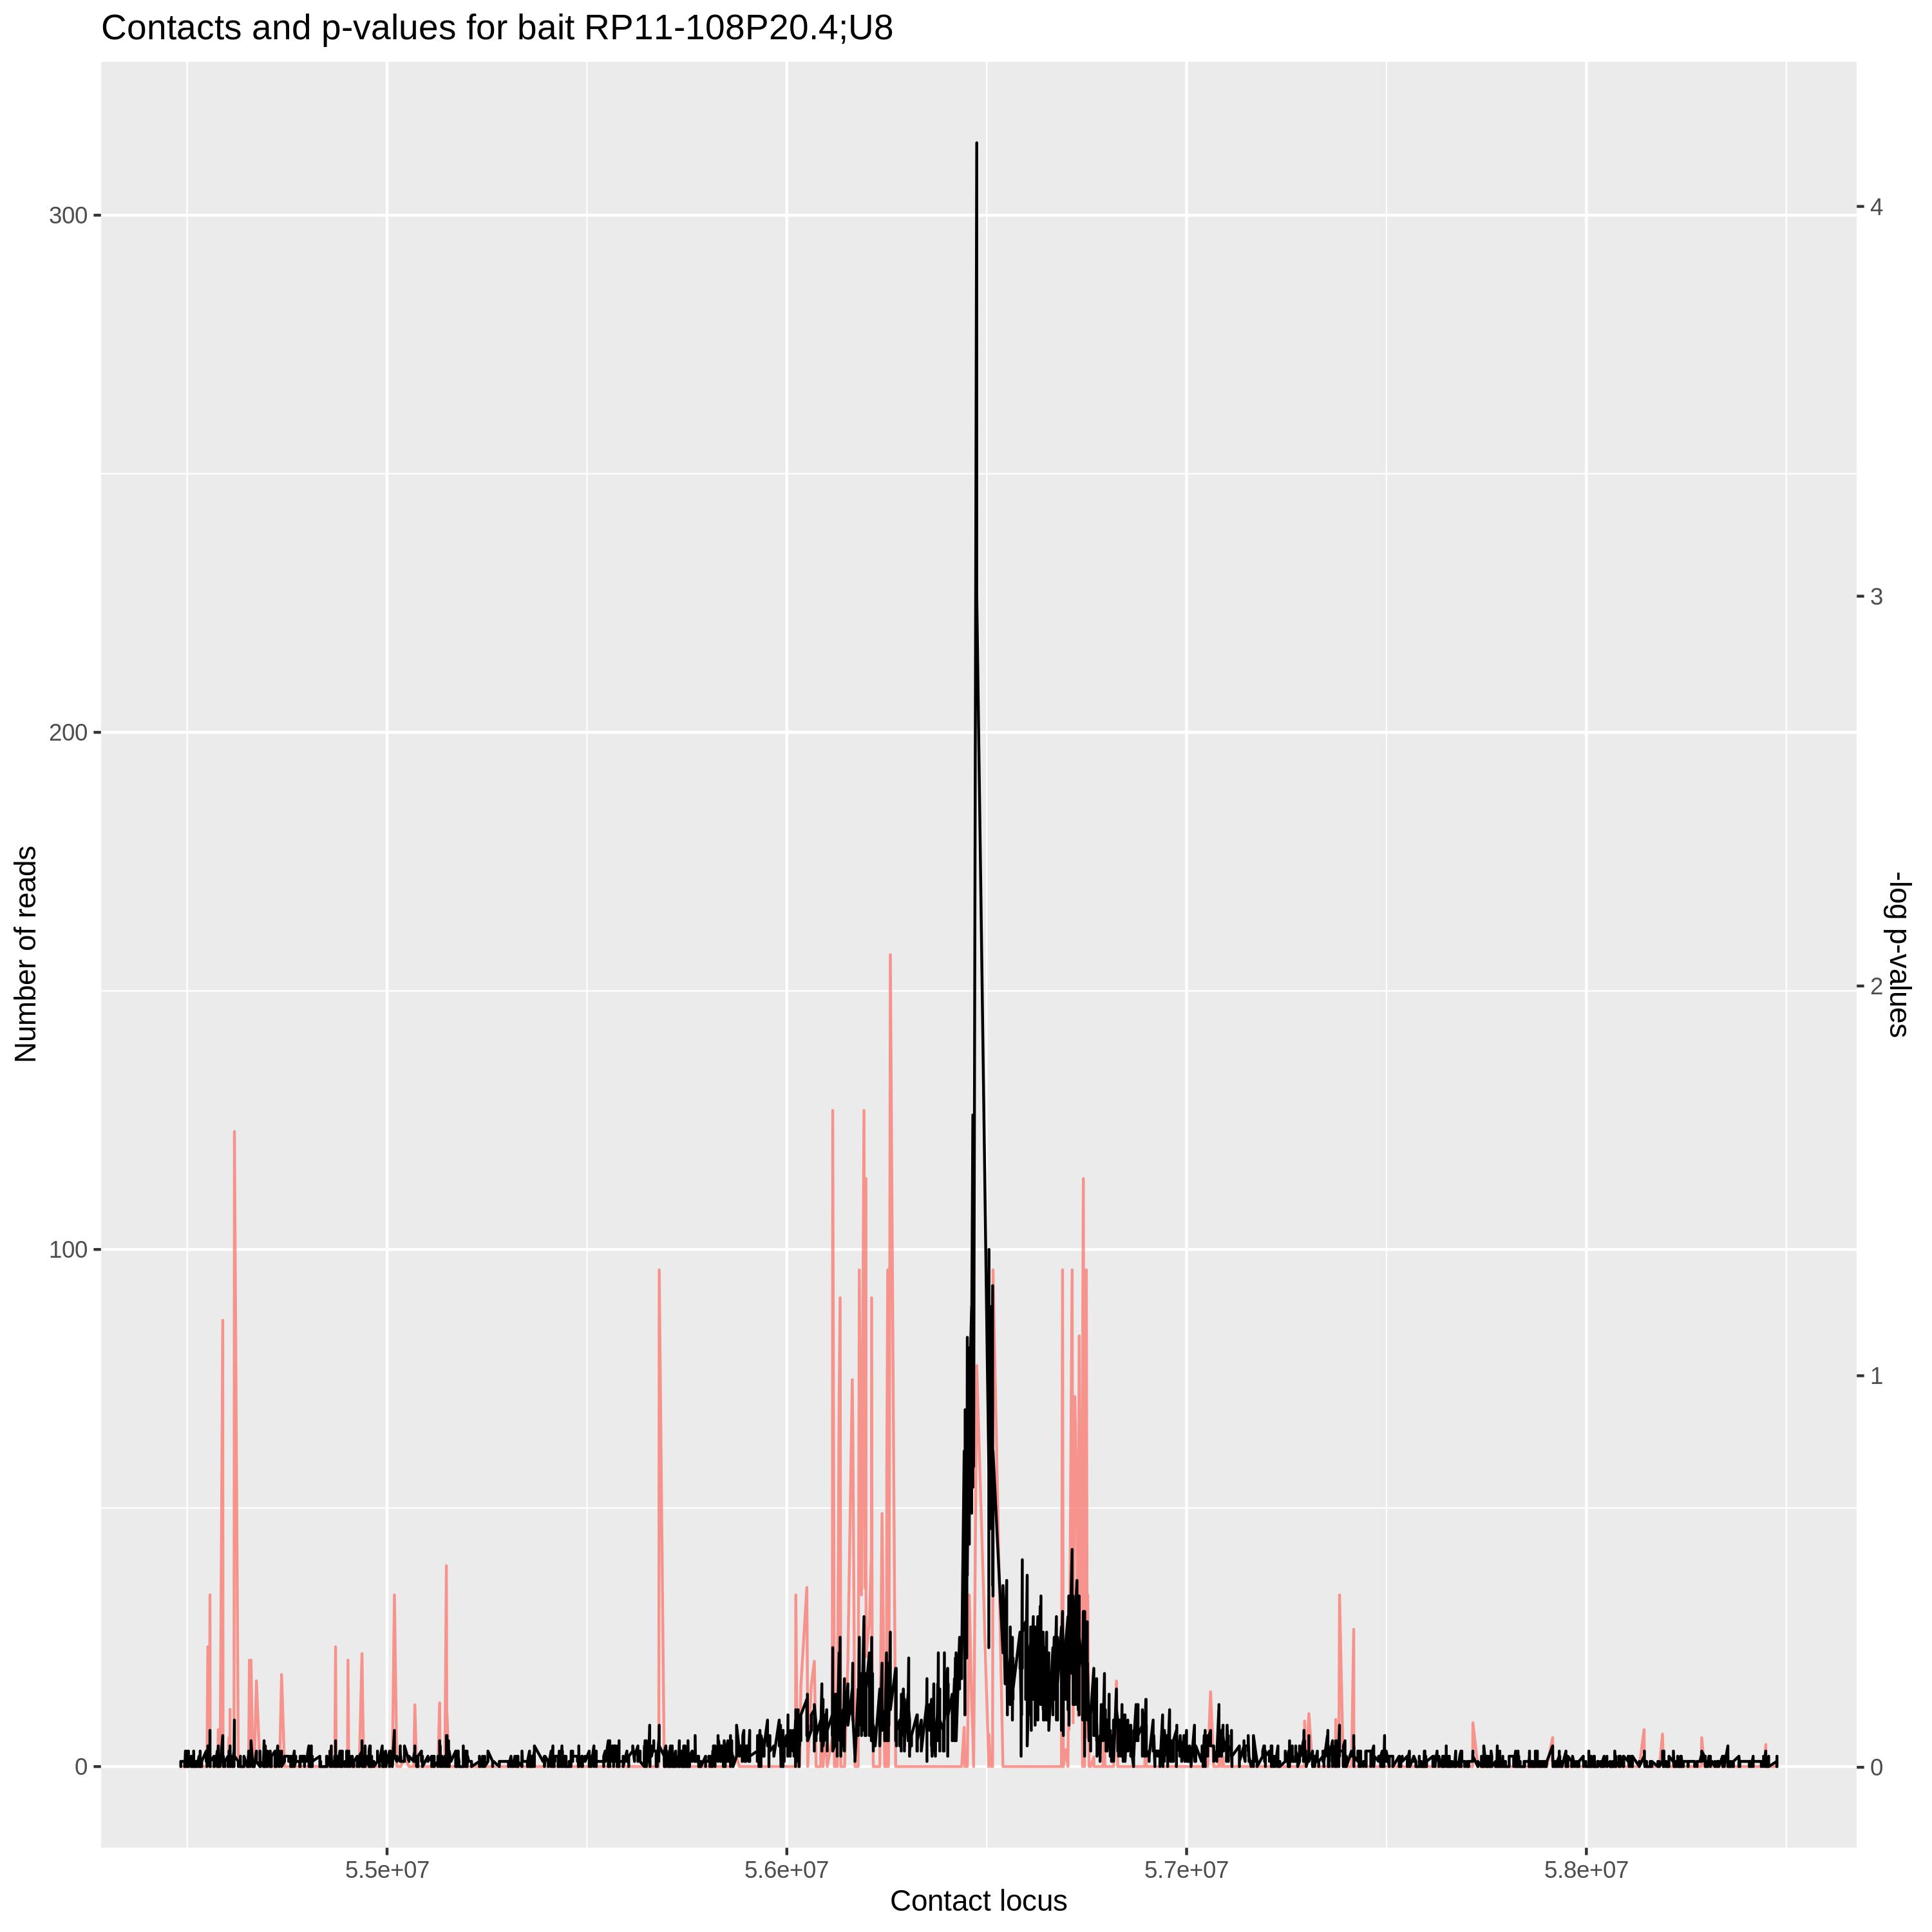 Contacts and p-values for bait RP11-108P20.4;U8
300
200
100
0
Number of reads
4
3
2
1
0
-log p-values
5.5e+07
5.6e+07
5.7e+07
5.8e+07
Contact locus